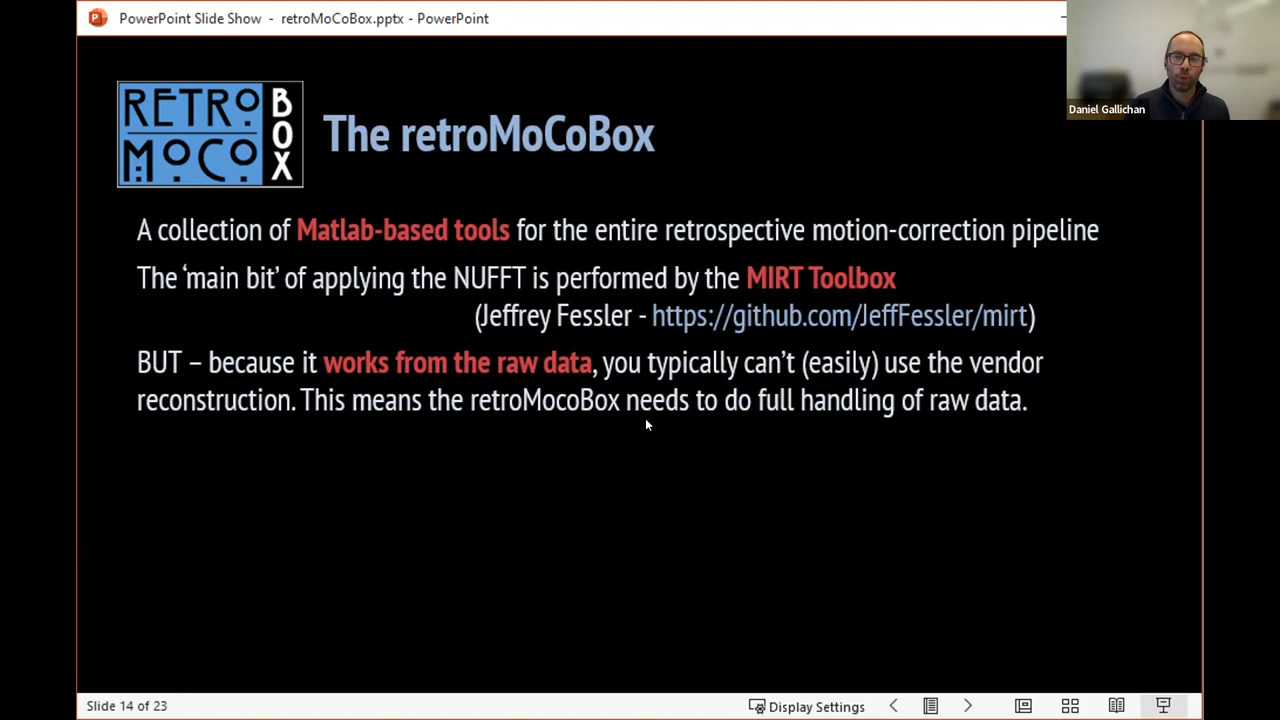 PowerPoint Slide Show - retroMoCoBox.pptx - PowerPoint
Daniel Gallichan
RETRO
MOCO
BOX
The retroMoCoBox
A collection of Matlab-based tools for the entire retrospective motion-correction pipeline
The ‘main bit’ of applying the NUFFT is performed by the MIRT Toolbox
(Jeffrey Fessler - https://github.com/JeffFessler/mirt)
BUT – because it works from the raw data, you typically can’t (easily) use the vendor
reconstruction. This means the retroMocoBox needs to do full handling of raw data.
Slide 14 of 23
Display Settings